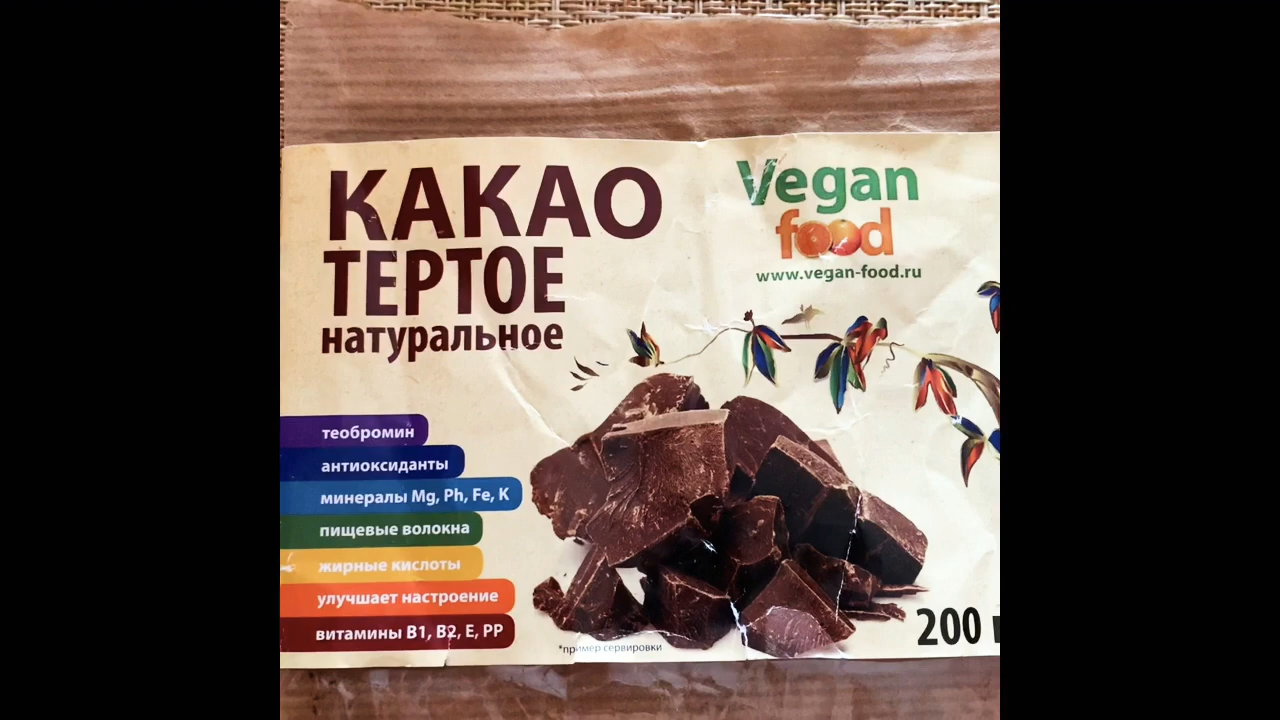 КАКАО
ТЕРТОЕ
натуральное
Vegan
food
www.vegan-food.ru
теобромин
антиоксиданты
минералы Mg, Ph, Fe, K
пищевые волокна
жирные кислоты
улучшает настроение
витамины B1, B2, E, PP
*пример сервировки
200